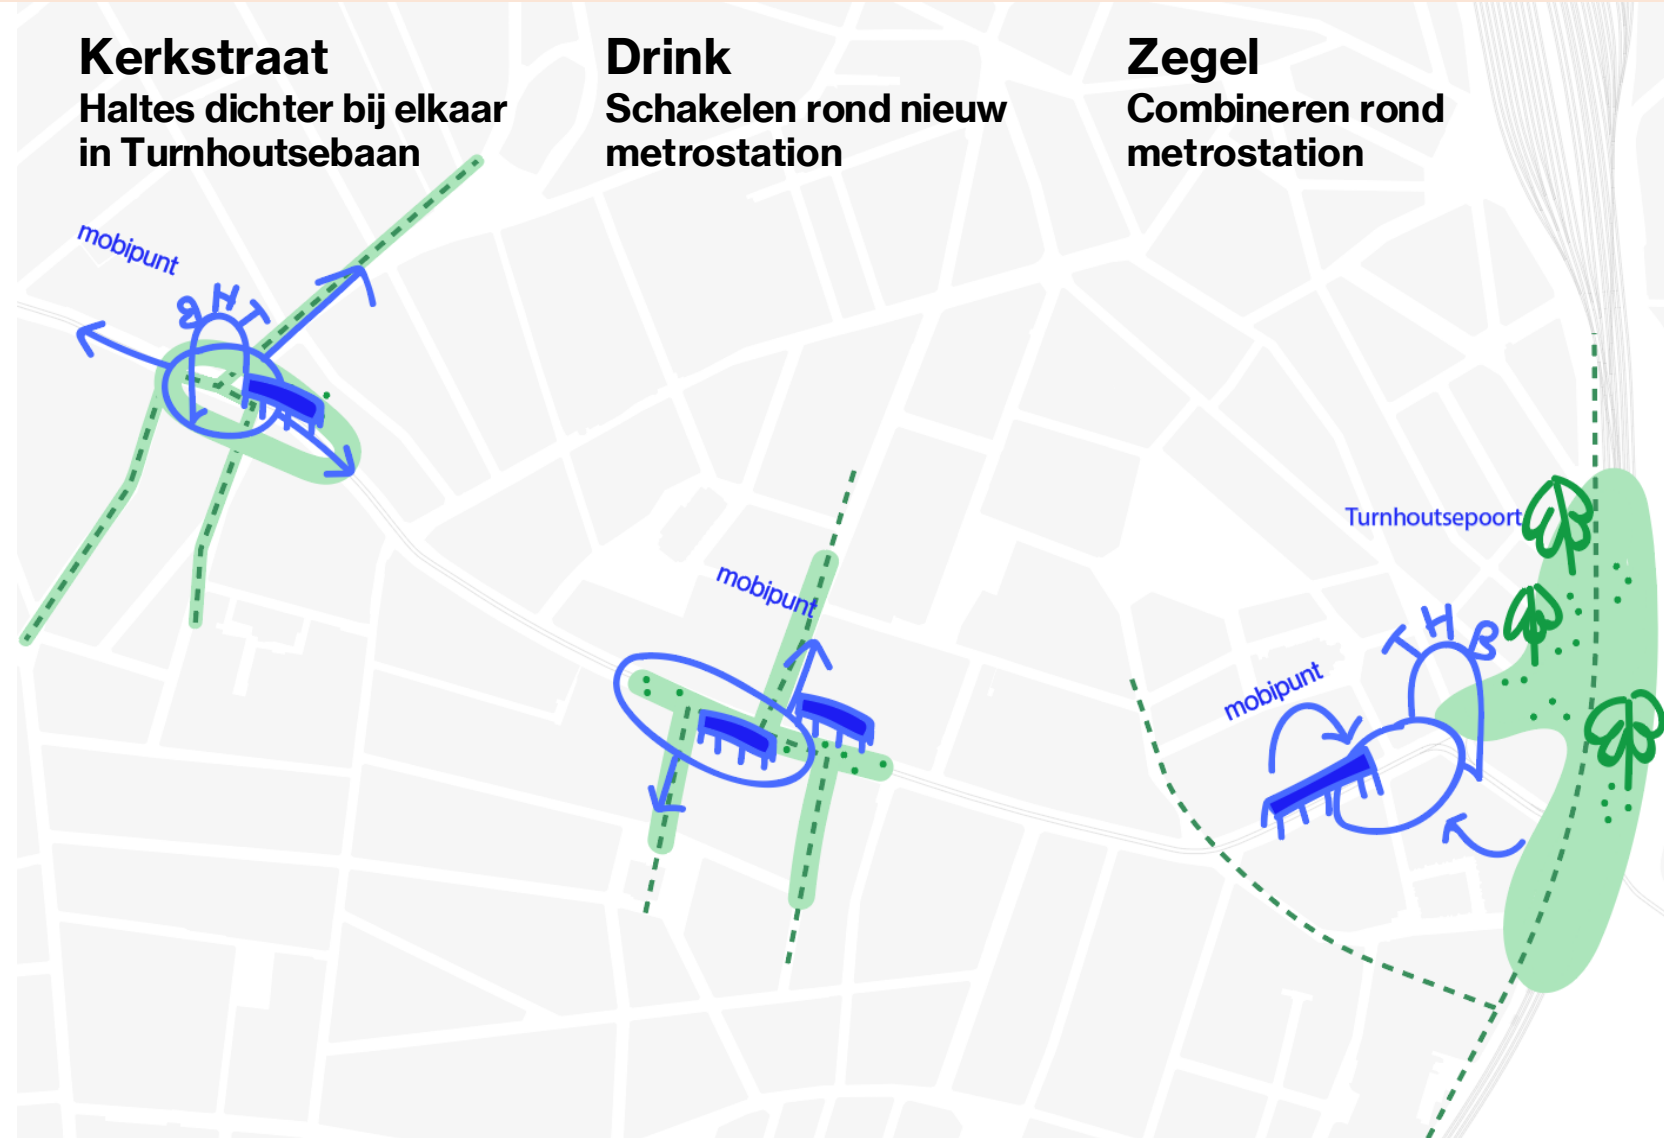 Kerkstraat
Haltes dichter bij elkaar
in Turnhoutsebaan
Drink
Schakelen rond nieuw
metrostation
Zegel
Combineren rond
metrostation
mobipunt
B H T
mobipunt
Turnhoutsepoort
T H B
mobipunt